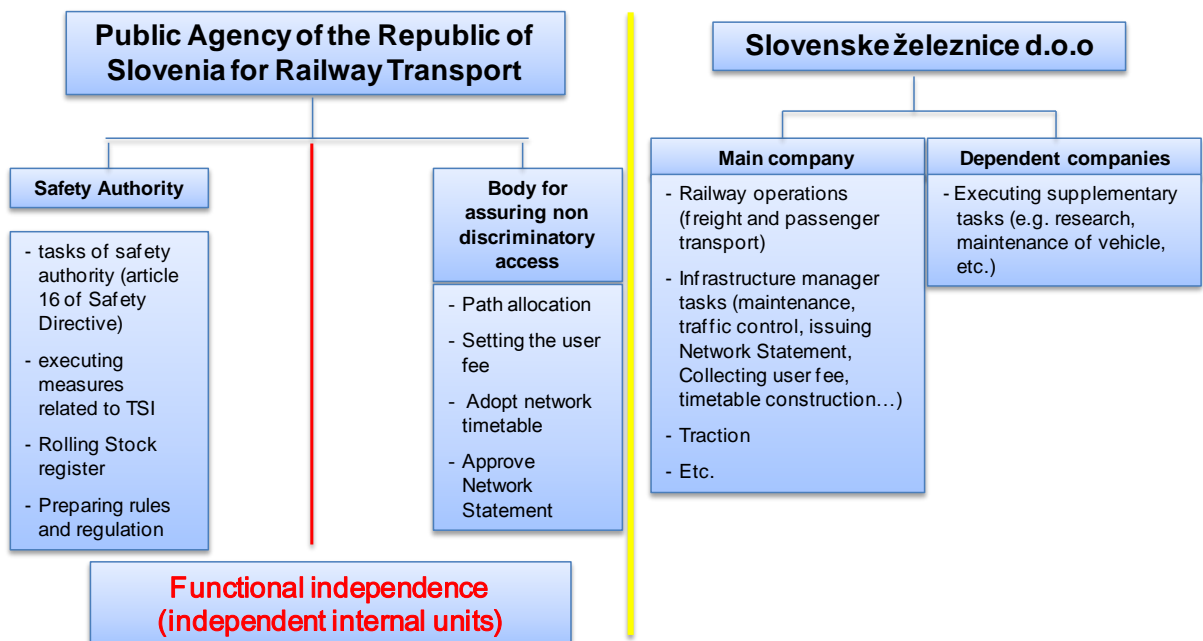 Public Agency of the Republic of
Slovenia for Railway Transport
Safety Authority
- tasks of safety
authority (article
16 of Safety
Directive)
- executing
measures
related to TSI
- Rolling Stock
register
- Preparing rules
and regulation
Body for
assuring non
discriminatory
access
- Path allocation
- Setting the user
fee
- Adopt network
timetable
- Approve
Network
Statement
Functional independence
(independent internal units)
Slovenske železnice d.o.o
Main company
- Railway operations
(freight and passenger
transport)
- Infrastructure manager
tasks (maintenance,
traffic control, issuing
Network Statement,
Collecting user fee,
timetable construction…)
- Traction
- Etc.
Dependent companies
- Executing supplementary
tasks (e.g. research,
maintenance of vehicle,
etc.)